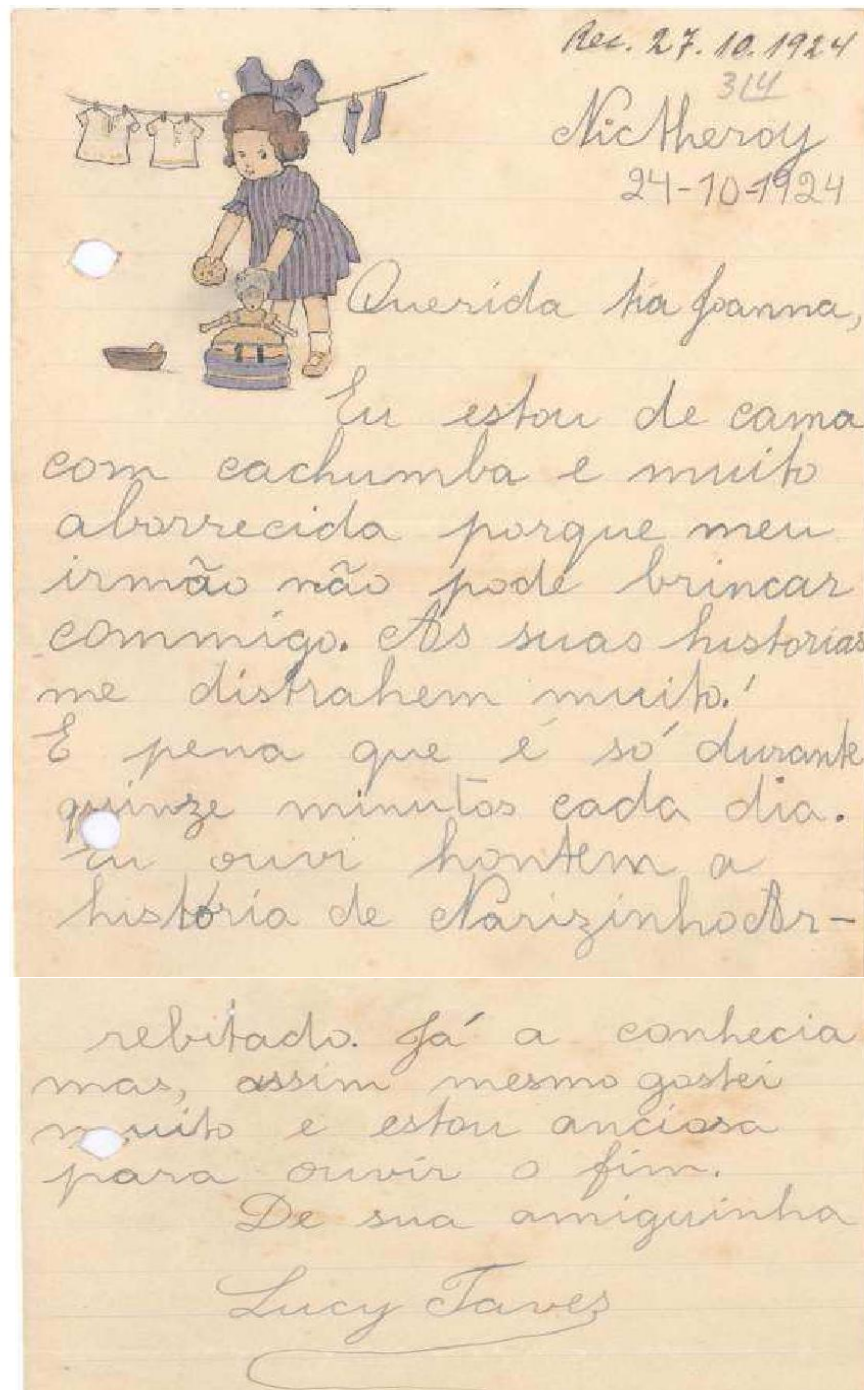 Rec. 27.10.1924
314
Nictheroy
24-10-1924
Querida tia Joanna,
Eu estou de cama
com cachumba e muito
aborrecida porque meu
irmão não pode brincar
commigo. As suas historias
me distrahem muito!
E pena que é só durante
quinze minutos cada dia.
Eu ouvi hontem a
história de Narizinho Ar-
rebitado. Já a conhecia
mas, assim mesmo gostei
muito e estou anciosa
para ouvir o fim.
De sua amiguinha
Lucy Taves